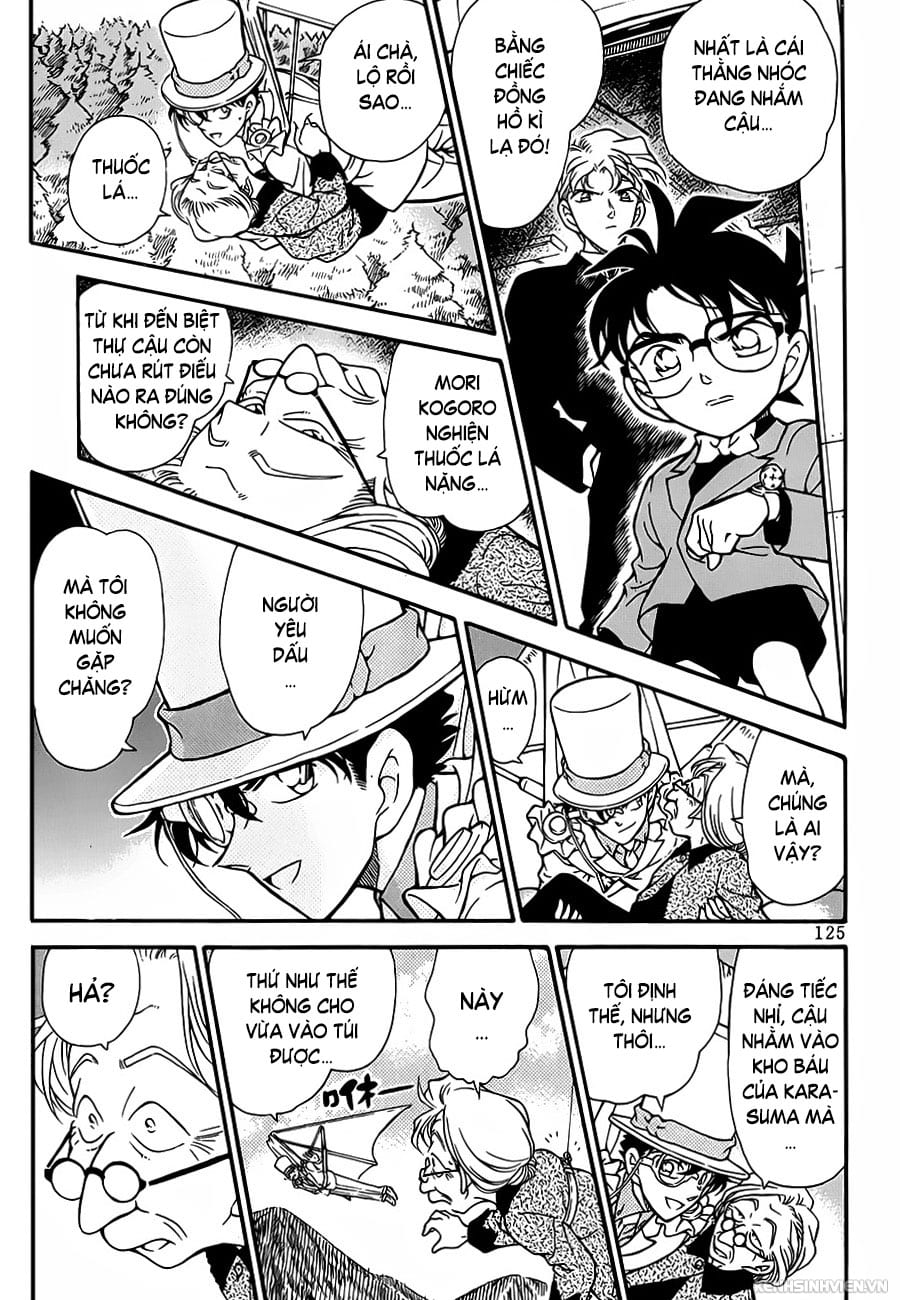 NHẤT LÀ CÁI
THẰNG NHÓC
ĐANG NHẮM
CẬU...
BẰNG
CHIẾC
ĐỒNG
HỒ KÌ
LẠ ĐÓ!
ÁI CHÀ,
LỘ RỒI
SAO...
THUỐC
LÁ...
MORI
KOGORO
NGHIỆN
THUỐC LÁ
NẶNG...
TỪ KHI ĐẾN BIỆT
THỰ CẬU CÒN
CHƯA RÚT ĐIẾU
NÀO RA ĐÚNG
KHÔNG?
MÀ,
CHÚNG
LÀ AI
VẬY?
HỪM
...
NGƯỜI
YÊU
DẤU
...
MÀ TÔI
KHÔNG
MUỐN
GẶP
CHĂNG?
125
ĐÁNG TIẾC
NHỈ, CẬU
NHẰM VÀO
KHO BÁU
CỦA KARA-
SUMA MÀ
...
TÔI ĐỊNH
THẾ, NHƯNG
THÔI...
NÀY
...
THỨ NHƯ THẾ
KHÔNG CHO
VỪA VÀO TÚI
ĐƯỢC...
HẢ?
KENHSINHVIEN.VN